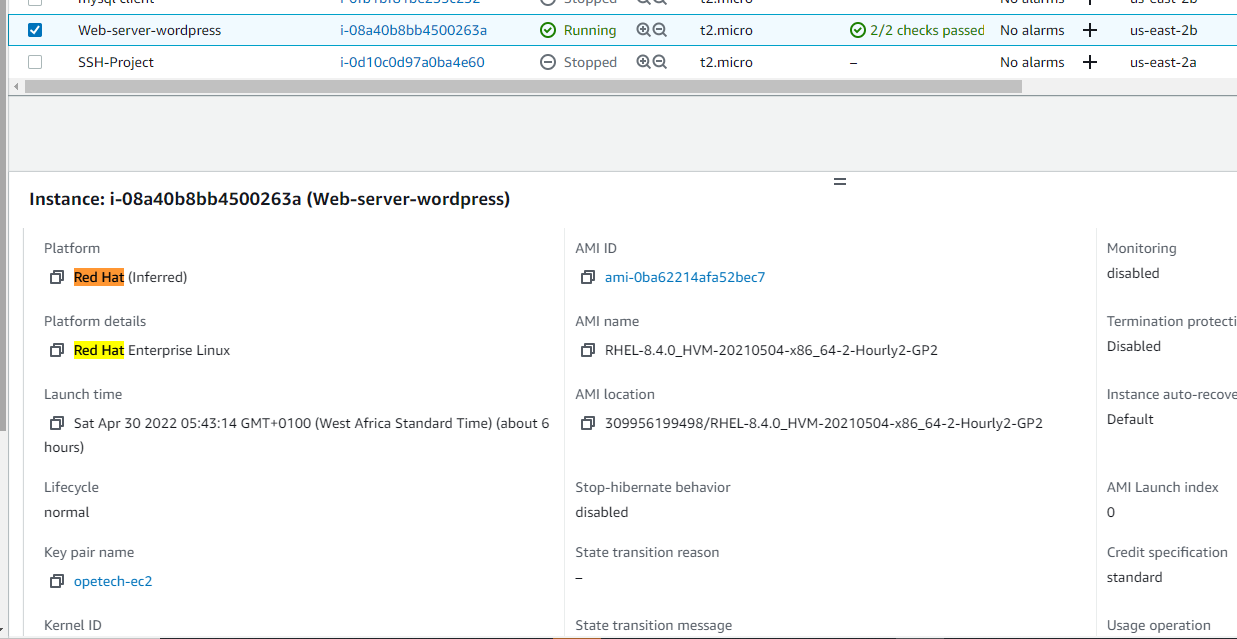 mysql client i-0fb4bf84be255c252 Stopped t2.micro – No alarms us-east-2b
Web-server-wordpress i-08a40b8bb4500263a Running t2.micro 2/2 checks passed No alarms us-east-2b
SSH-Project i-0d10c0d97a0ba4e60 Stopped t2.micro – No alarms us-east-2a
Instance: i-08a40b8bb4500263a (Web-server-wordpress)
Platform
Red Hat (Inferred)
Platform details
Red Hat Enterprise Linux
Launch time
Sat Apr 30 2022 05:43:14 GMT+0100 (West Africa Standard Time) (about 6
hours)
Lifecycle
normal
Key pair name
opetech-ec2
Kernel ID
AMI ID
ami-0ba62214afa52bec7
AMI name
RHEL-8.4.0_HVM-20210504-x86_64-2-Hourly2-GP2
AMI location
309956199498/RHEL-8.4.0_HVM-20210504-x86_64-2-Hourly2-GP2
Stop-hibernate behavior
disabled
State transition reason
–
State transition message
Monitoring
disabled
Termination protecti
Disabled
Instance auto-recove
Default
AMI Launch index
0
Credit specification
standard
Usage operation